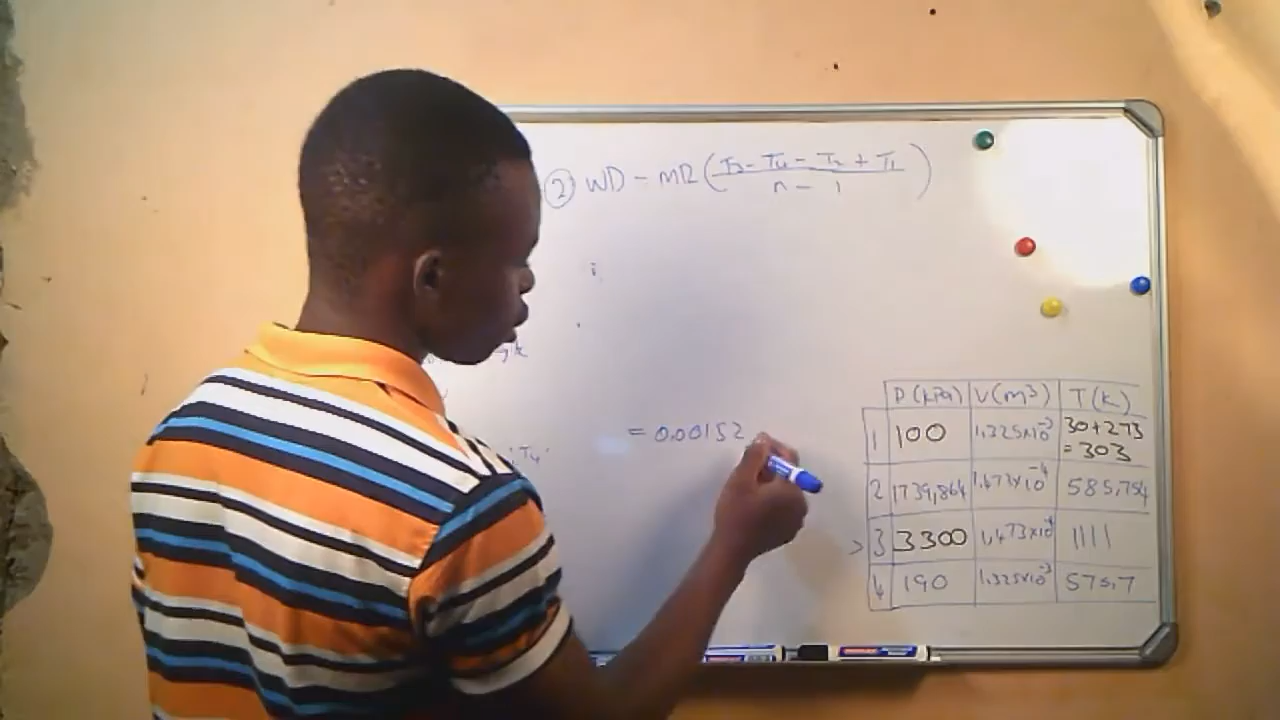 ② WD = mR (T3 - T4 - T2 + T1)
n - 1
= 0,00152
P(kPa) V(m³) T(K)
1 100 1,325x10⁻³ 30+273
= 303
2 1739,864 1,473x10⁻⁴ 585,754
> 3 3300 1,473x10⁻⁴ 1111
4 190 1,325x10⁻³ 575,7